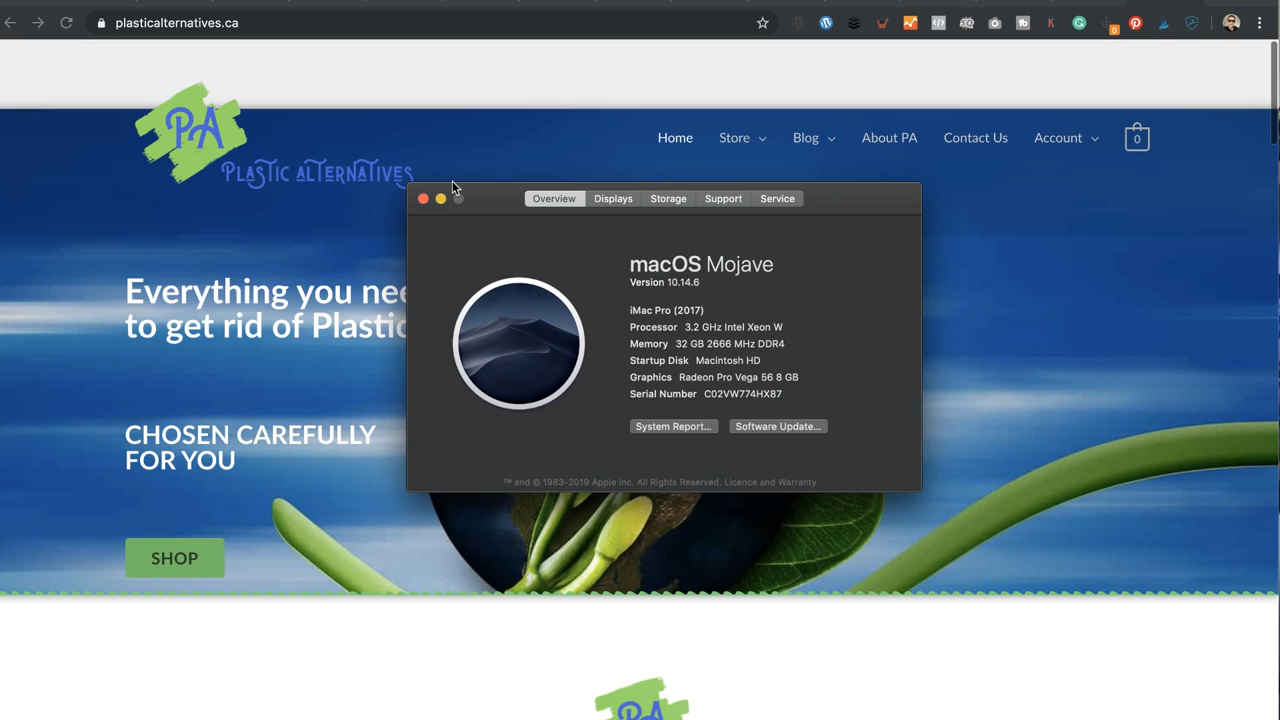 plasticalternatives.ca
PA
PLASTIC ALTERNATIVES
Home Store Blog About PA Contact Us Account 0
Overview Displays Storage Support Service
macOS Mojave
Version 10.14.6
iMac Pro (2017)
Processor 3.2 GHz Intel Xeon W
Memory 32 GB 2666 MHz DDR4
Startup Disk Macintosh HD
Graphics Radeon Pro Vega 56 8 GB
Serial Number C02VW774HX87
System Report... Software Update...
™ and © 1983-2019 Apple Inc. All Rights Reserved. Licence and Warranty
Everything you
to get rid of
CHOSEN CAREFULLY
FOR YOU
SHOP
PA